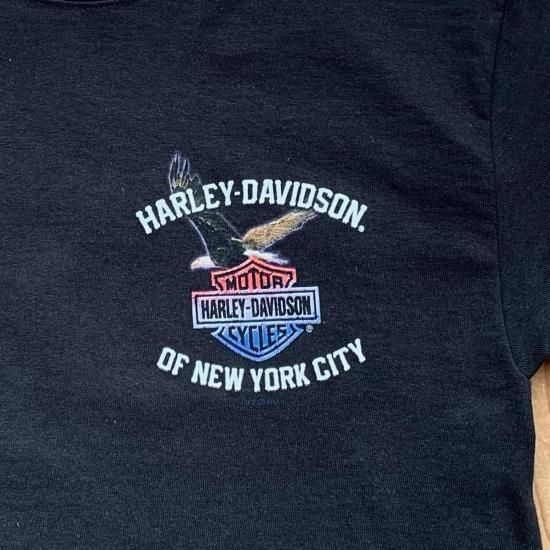 HARLEY-DAVIDSON.
MOTOR
HARLEY-DAVIDSON
CYCLES ®
OF NEW YORK CITY